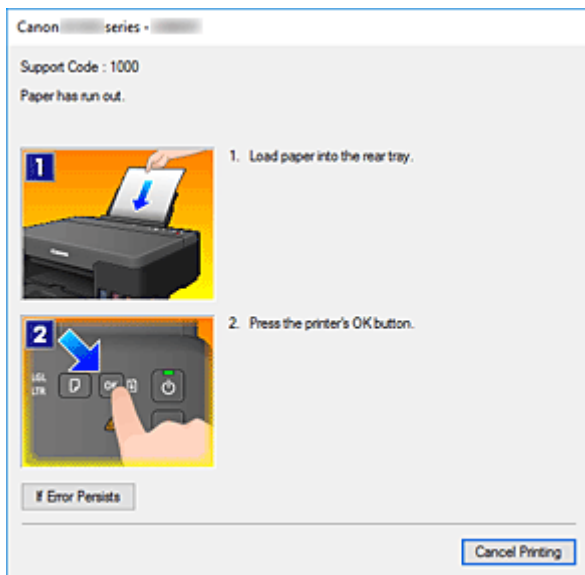 Canon series -
Support Code : 1000
Paper has run out.
1
1. Load paper into the rear tray.
Canon
2
2. Press the printer's OK button.
LGL
LTR
OK
If Error Persists
Cancel Printing